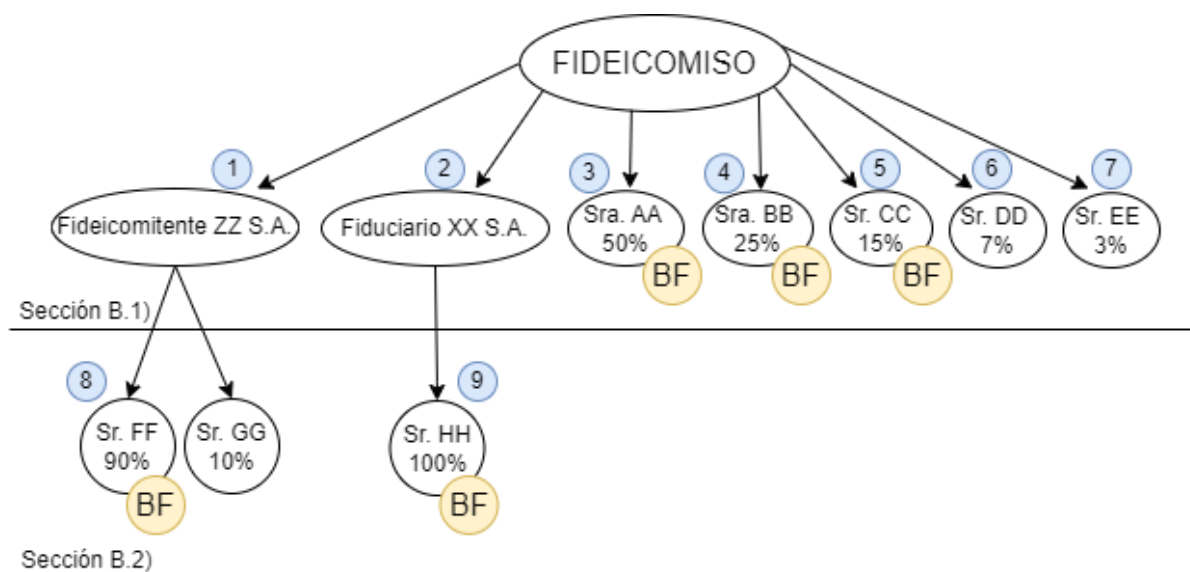 FIDEICOMISO
1
2
3
4
5
6
7
Fideicomitente ZZ S.A.
Fiduciario XX S.A.
Sra. AA
50%
BF
Sra. BB
25%
BF
Sr. CC
15%
BF
Sr. DD
7%
Sr. EE
3%
Sección B.1)
8
9
Sr. FF
90%
BF
Sr. GG
10%
Sr. HH
100%
BF
Sección B.2)